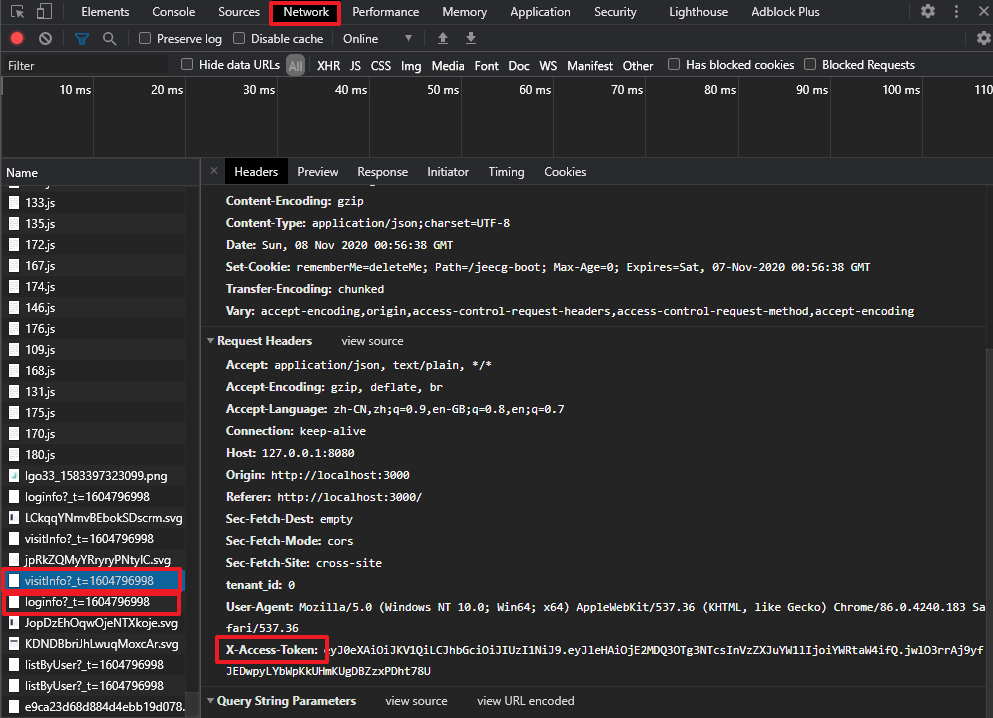 Elements Console Sources Network Performance Memory Application Security Lighthouse Adblock Plus
Preserve log Disable cache Online
Filter Hide data URLs All XHR JS CSS Img Media Font Doc WS Manifest Other Has blocked cookies Blocked Requests
10 ms 20 ms 30 ms 40 ms 50 ms 60 ms 70 ms 80 ms 90 ms 100 ms 110
Name
133.js
135.js
172.js
167.js
174.js
146.js
176.js
109.js
168.js
131.js
175.js
170.js
180.js
lgo33_1583397323099.png
loginfo?_t=1604796998
LCkqqYNmvBEbokSDscrm.svg
visitInfo?_t=1604796998
jpRkZQMyYRryryPNtyIC.svg
visitInfo?_t=1604796998
loginfo?_t=1604796998
JopDzEhOqwOjeNTXkoje.svg
KDNDBbriJhLwuqMoxcAr.svg
listByUser?_t=1604796998
listByUser?_t=1604796998
e9ca23d68d884d4ebb19d078.
Headers Preview Response Initiator Timing Cookies
Content-Encoding: gzip
Content-Type: application/json;charset=UTF-8
Date: Sun, 08 Nov 2020 00:56:38 GMT
Set-Cookie: rememberMe=deleteMe; Path=/jeecg-boot; Max-Age=0; Expires=Sat, 07-Nov-2020 00:56:38 GMT
Transfer-Encoding: chunked
Vary: accept-encoding,origin,access-control-request-headers,access-control-request-method,accept-encoding
Request Headers view source
Accept: application/json, text/plain, */*
Accept-Encoding: gzip, deflate, br
Accept-Language: zh-CN,zh;q=0.9,en-GB;q=0.8,en;q=0.7
Connection: keep-alive
Host: 127.0.0.1:8080
Origin: http://localhost:3000
Referer: http://localhost:3000/
Sec-Fetch-Dest: empty
Sec-Fetch-Mode: cors
Sec-Fetch-Site: cross-site
tenant_id: 0
User-Agent: Mozilla/5.0 (Windows NT 10.0; Win64; x64) AppleWebKit/537.36 (KHTML, like Gecko) Chrome/86.0.4240.183 Sa
fari/537.36
X-Access-Token: eyJ0eXAiOiJKV1QiLCJhbGciOiJIUzI1NiJ9.eyJleHAiOjE2MDQ3OTg3NTcsInVzZXJuYW1lIjoiYWRtaW4ifQ.jwlO3rrAj9yf
JEDwpyLYbWpKkUHmKUgDBZzxPDht78U
Query String Parameters view source view URL encoded